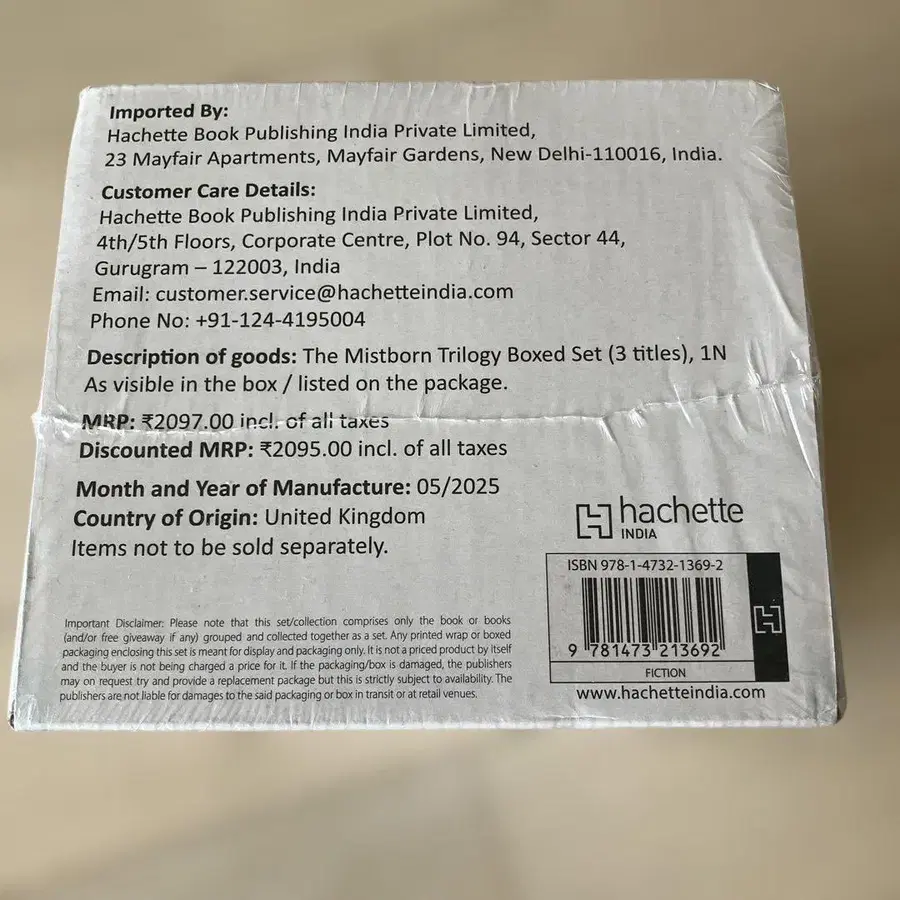 Imported By:
Hachette Book Publishing India Private Limited,
23 Mayfair Apartments, Mayfair Gardens, New Delhi-110016, India.
Customer Care Details:
Hachette Book Publishing India Private Limited,
4th/5th Floors, Corporate Centre, Plot No. 94, Sector 44,
Gurugram – 122003, India
Email: customer.service@hachetteindia.com
Phone No: +91-124-4195004
Description of goods: The Mistborn Trilogy Boxed Set (3 titles), 1N
As visible in the box / listed on the package.
MRP: ₹2097.00 incl. of all taxes
Discounted MRP: ₹2095.00 incl. of all taxes
Month and Year of Manufacture: 05/2025
Country of Origin: United Kingdom
Items not to be sold separately.
Important Disclaimer: Please note that this set/collection comprises only the book or books
(and/or free giveaway if any) grouped and collected together as a set. Any printed wrap or boxed
packaging enclosing this set is meant for display and packaging only. It is not a priced product by itself
and the buyer is not being charged a price for it. If the packaging/box is damaged, the publishers
may on request try and provide a replacement package but this is strictly subject to availability. The
publishers are not liable for damages to the said packaging or box in transit or at retail venues.
hachette
INDIA
ISBN 978-1-4732-1369-2
9 781473 213692
FICTION
www.hachetteindia.com